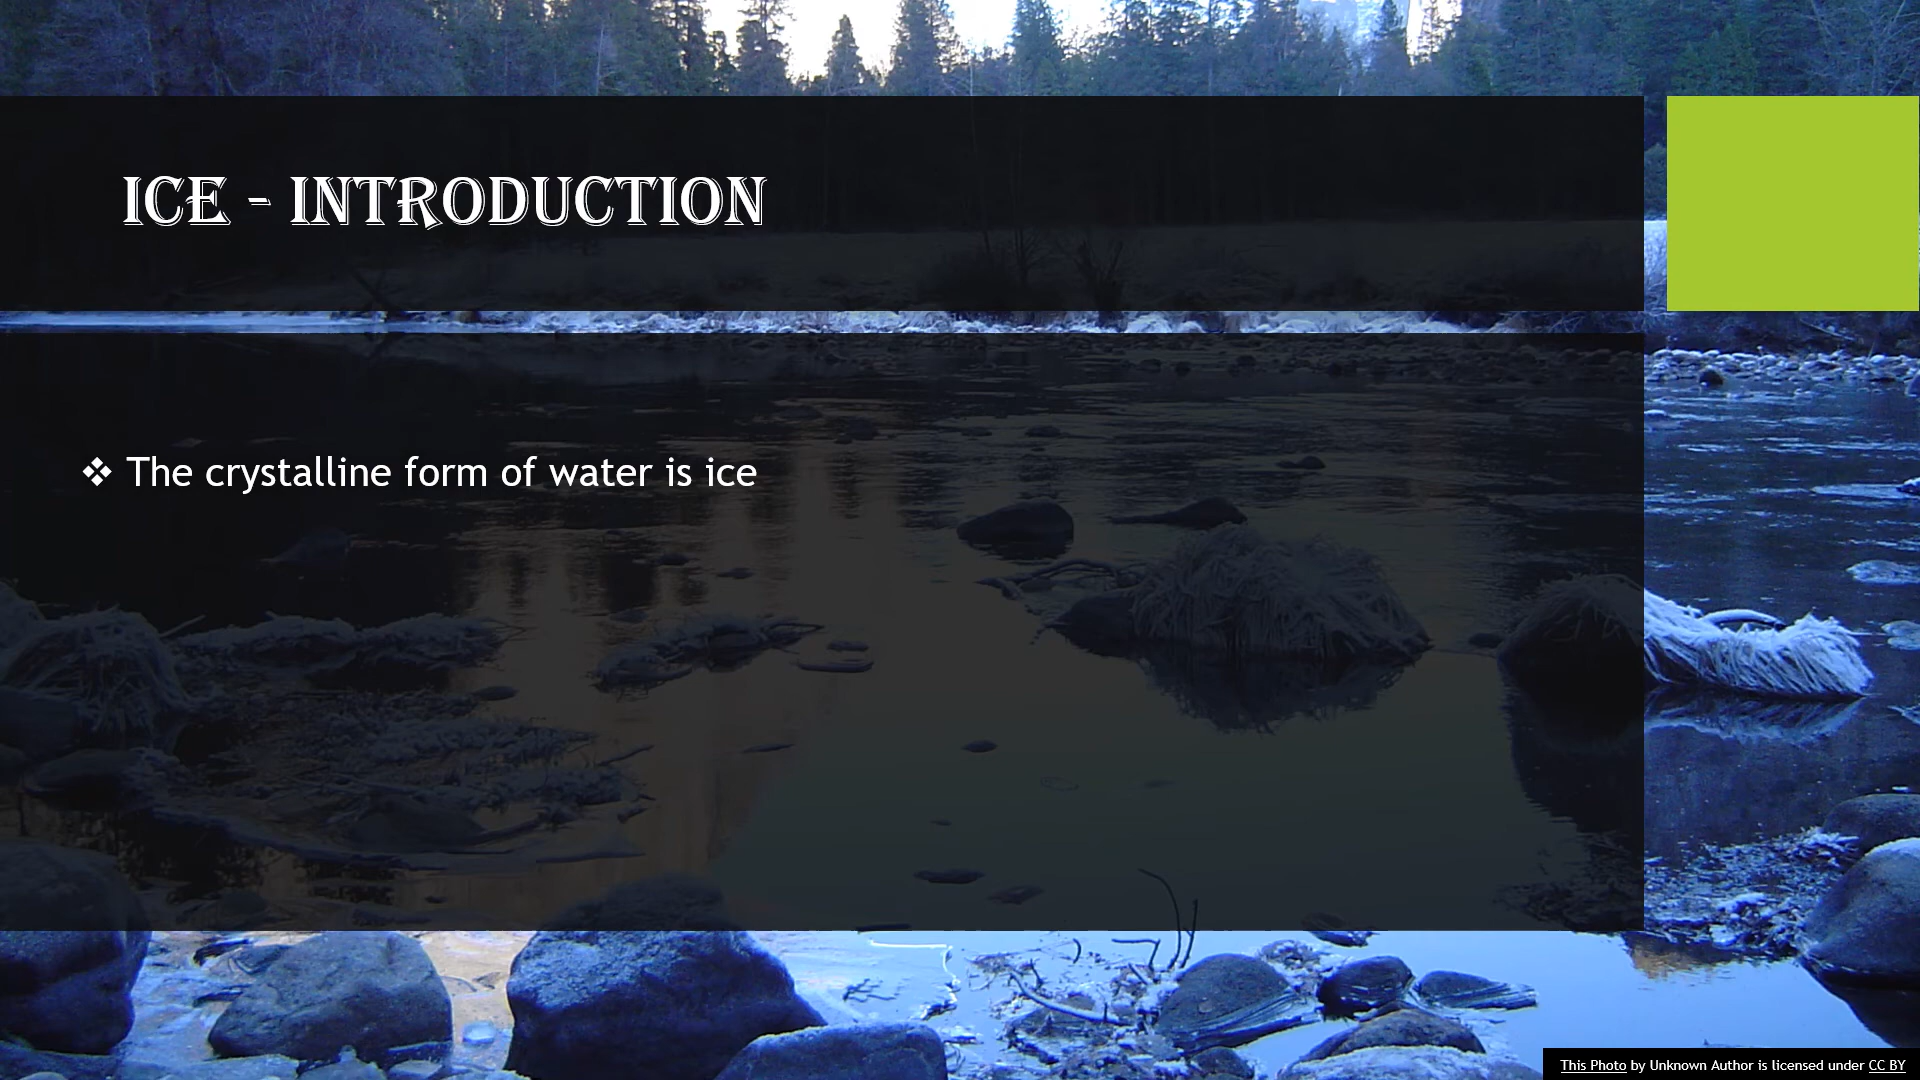 ICE - INTRODUCTION
❖ The crystalline form of water is ice
This Photo by Unknown Author is licensed under CC BY